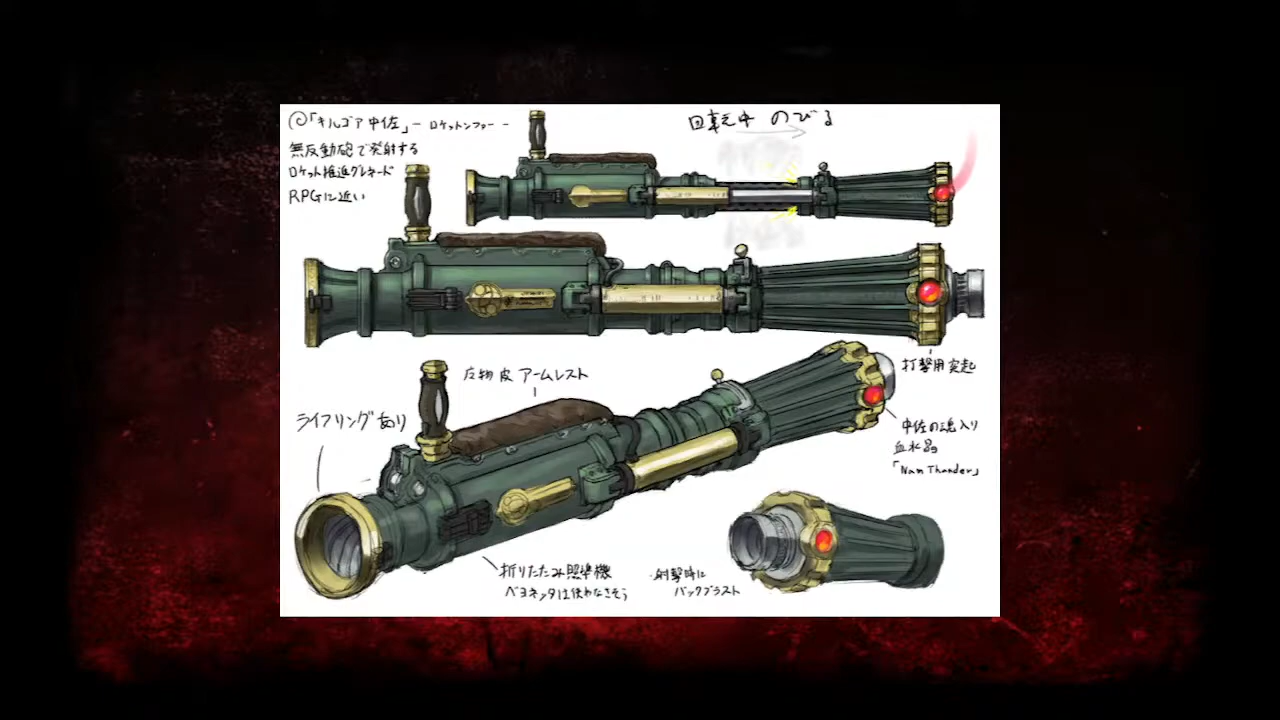 @「キルゴア中佐」- ロケットンファー -
無反動砲で発射する
ロケット推進グレネード
RPGに近い
回転中 のびる
打撃用突起
反物皮 アームレスト
ライフリングあり
中佐の魂入り
血水晶
「Nam Thander」
折りたたみ照準機
ベヨネッタは使わなさそう
・射撃時に
バックブラスト